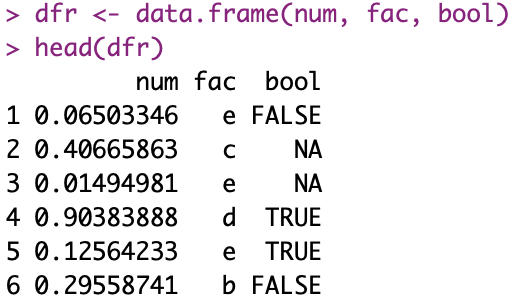 > dfr <- data.frame(num, fac, bool)
> head(dfr)
         num fac  bool
1 0.06503346   e FALSE
2 0.40665863   c    NA
3 0.01494981   e    NA
4 0.90383888   d  TRUE
5 0.12564233   e  TRUE
6 0.29558741   b FALSE